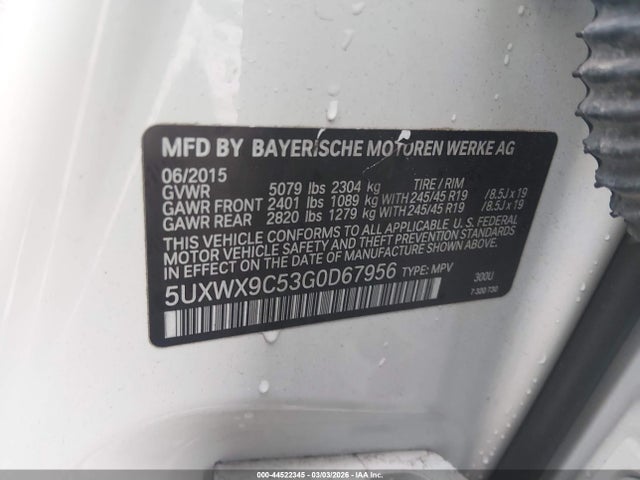 MFD BY BAYERISCHE MOTOREN WERKE AG
06/2015
GVWR 5079 lbs 2304 kg TIRE / RIM
GAWR FRONT 2401 lbs 1089 kg WITH 245/45 R19 /8.5J x 19
GAWR REAR 2820 lbs 1279 kg WITH 245/45 R19 /8.5J x 19
THIS VEHICLE CONFORMS TO ALL APPLICABLE U.S. FEDERAL
MOTOR VEHICLE SAFETY AND THEFT PREVENTION STANDARDS
IN EFFECT ON THE DATE OF MANUFACTURE SHOWN ABOVE.
5UXWX9C53G0D67956 TYPE: MPV 300U
7-300-730
000-44522345 | 03/03/2026 - IAA, Inc.